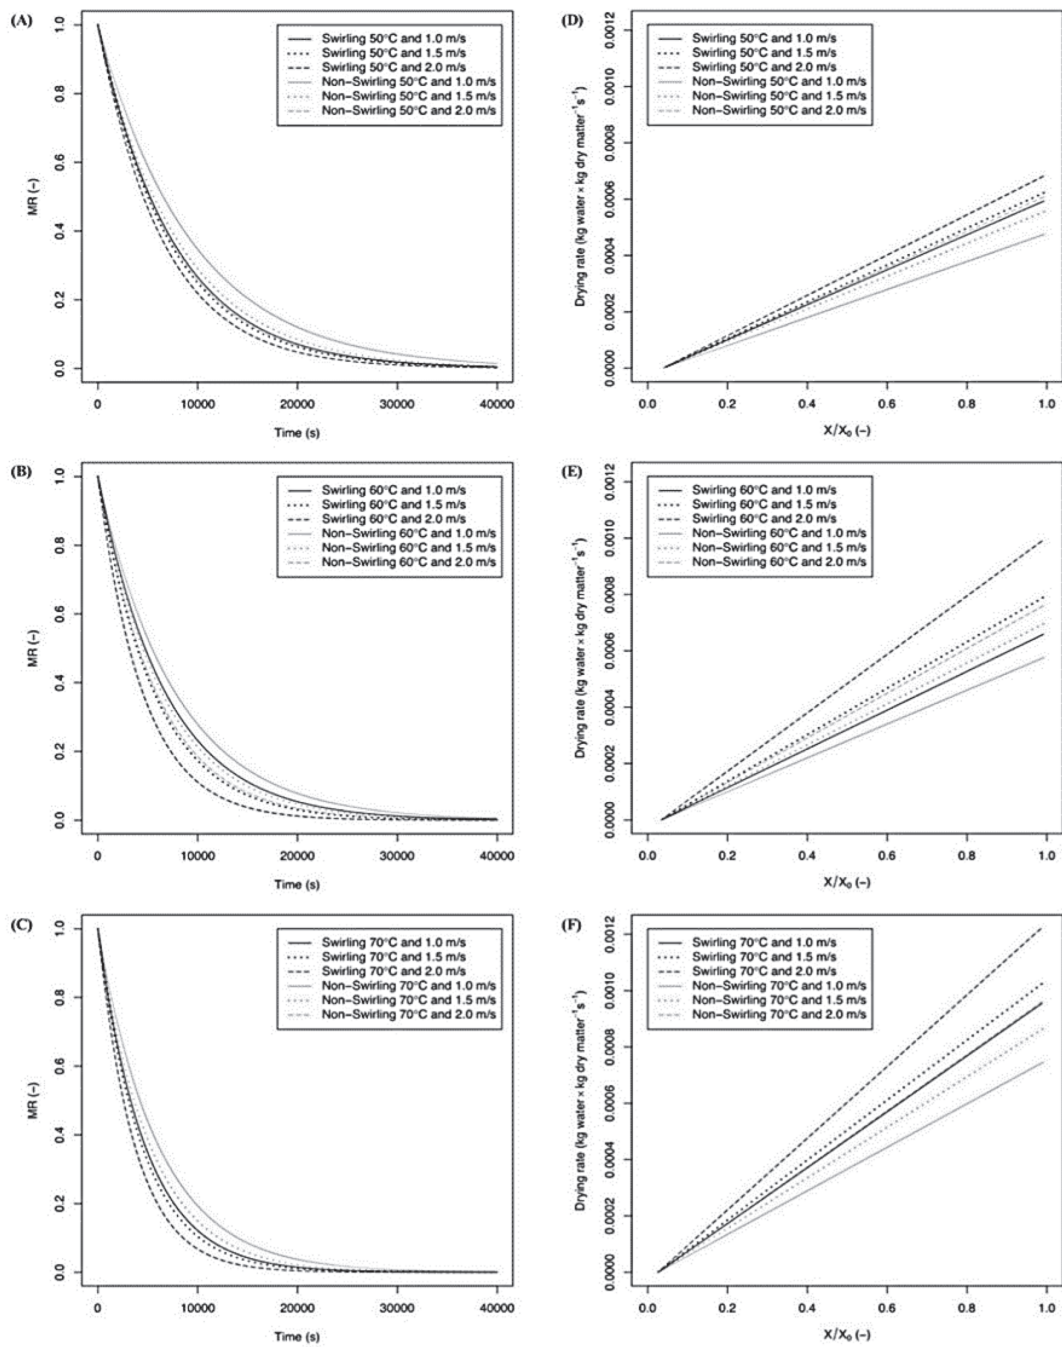 (A)
MR (−)
0.0
0.2
0.4
0.6
0.8
1.0
Swirling 50°C and 1.0 m/s
Swirling 50°C and 1.5 m/s
Swirling 50°C and 2.0 m/s
Non−Swirling 50°C and 1.0 m/s
Non−Swirling 50°C and 1.5 m/s
Non−Swirling 50°C and 2.0 m/s
0 10000 20000 30000 40000
Time (s)
(D)
Drying rate (kg water × kg dry matter⁻¹s⁻¹)
0.0000
0.0002
0.0004
0.0006
0.0008
0.0010
0.0012
Swirling 50°C and 1.0 m/s
Swirling 50°C and 1.5 m/s
Swirling 50°C and 2.0 m/s
Non−Swirling 50°C and 1.0 m/s
Non−Swirling 50°C and 1.5 m/s
Non−Swirling 50°C and 2.0 m/s
0.0 0.2 0.4 0.6 0.8 1.0
X/X₀ (−)
(B)
MR (−)
0.0
0.2
0.4
0.6
0.8
1.0
Swirling 60°C and 1.0 m/s
Swirling 60°C and 1.5 m/s
Swirling 60°C and 2.0 m/s
Non−Swirling 60°C and 1.0 m/s
Non−Swirling 60°C and 1.5 m/s
Non−Swirling 60°C and 2.0 m/s
0 10000 20000 30000 40000
Time (s)
(E)
Drying rate (kg water × kg dry matter⁻¹s⁻¹)
0.0000
0.0002
0.0004
0.0006
0.0008
0.0010
0.0012
Swirling 60°C and 1.0 m/s
Swirling 60°C and 1.5 m/s
Swirling 60°C and 2.0 m/s
Non−Swirling 60°C and 1.0 m/s
Non−Swirling 60°C and 1.5 m/s
Non−Swirling 60°C and 2.0 m/s
0.0 0.2 0.4 0.6 0.8 1.0
X/X₀ (−)
(C)
MR (−)
0.0
0.2
0.4
0.6
0.8
1.0
Swirling 70°C and 1.0 m/s
Swirling 70°C and 1.5 m/s
Swirling 70°C and 2.0 m/s
Non−Swirling 70°C and 1.0 m/s
Non−Swirling 70°C and 1.5 m/s
Non−Swirling 70°C and 2.0 m/s
0 10000 20000 30000 40000
Time (s)
(F)
Drying rate (kg water × kg dry matter⁻¹s⁻¹)
0.0000
0.0002
0.0004
0.0006
0.0008
0.0010
0.0012
Swirling 70°C and 1.0 m/s
Swirling 70°C and 1.5 m/s
Swirling 70°C and 2.0 m/s
Non−Swirling 70°C and 1.0 m/s
Non−Swirling 70°C and 1.5 m/s
Non−Swirling 70°C and 2.0 m/s
0.0 0.2 0.4 0.6 0.8 1.0
X/X₀ (−)